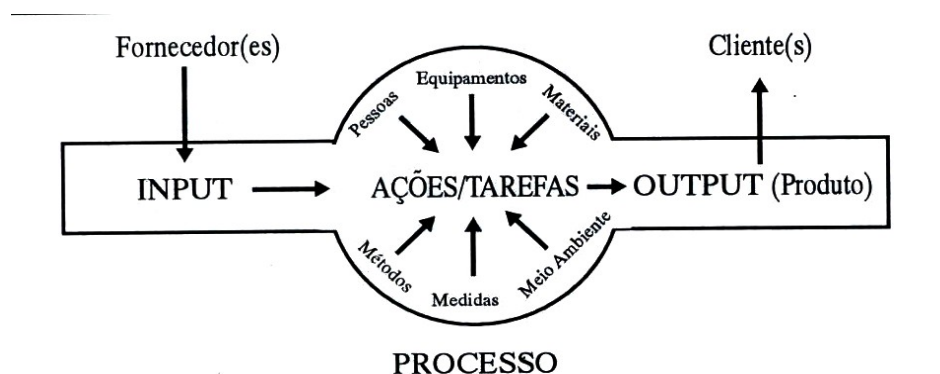 Fornecedor(es)
Cliente(s)
Equipamentos
Pessoas
Materiais
INPUT
AÇÕES/TAREFAS
OUTPUT (Produto)
Métodos
Medidas
Meio Ambiente
PROCESSO